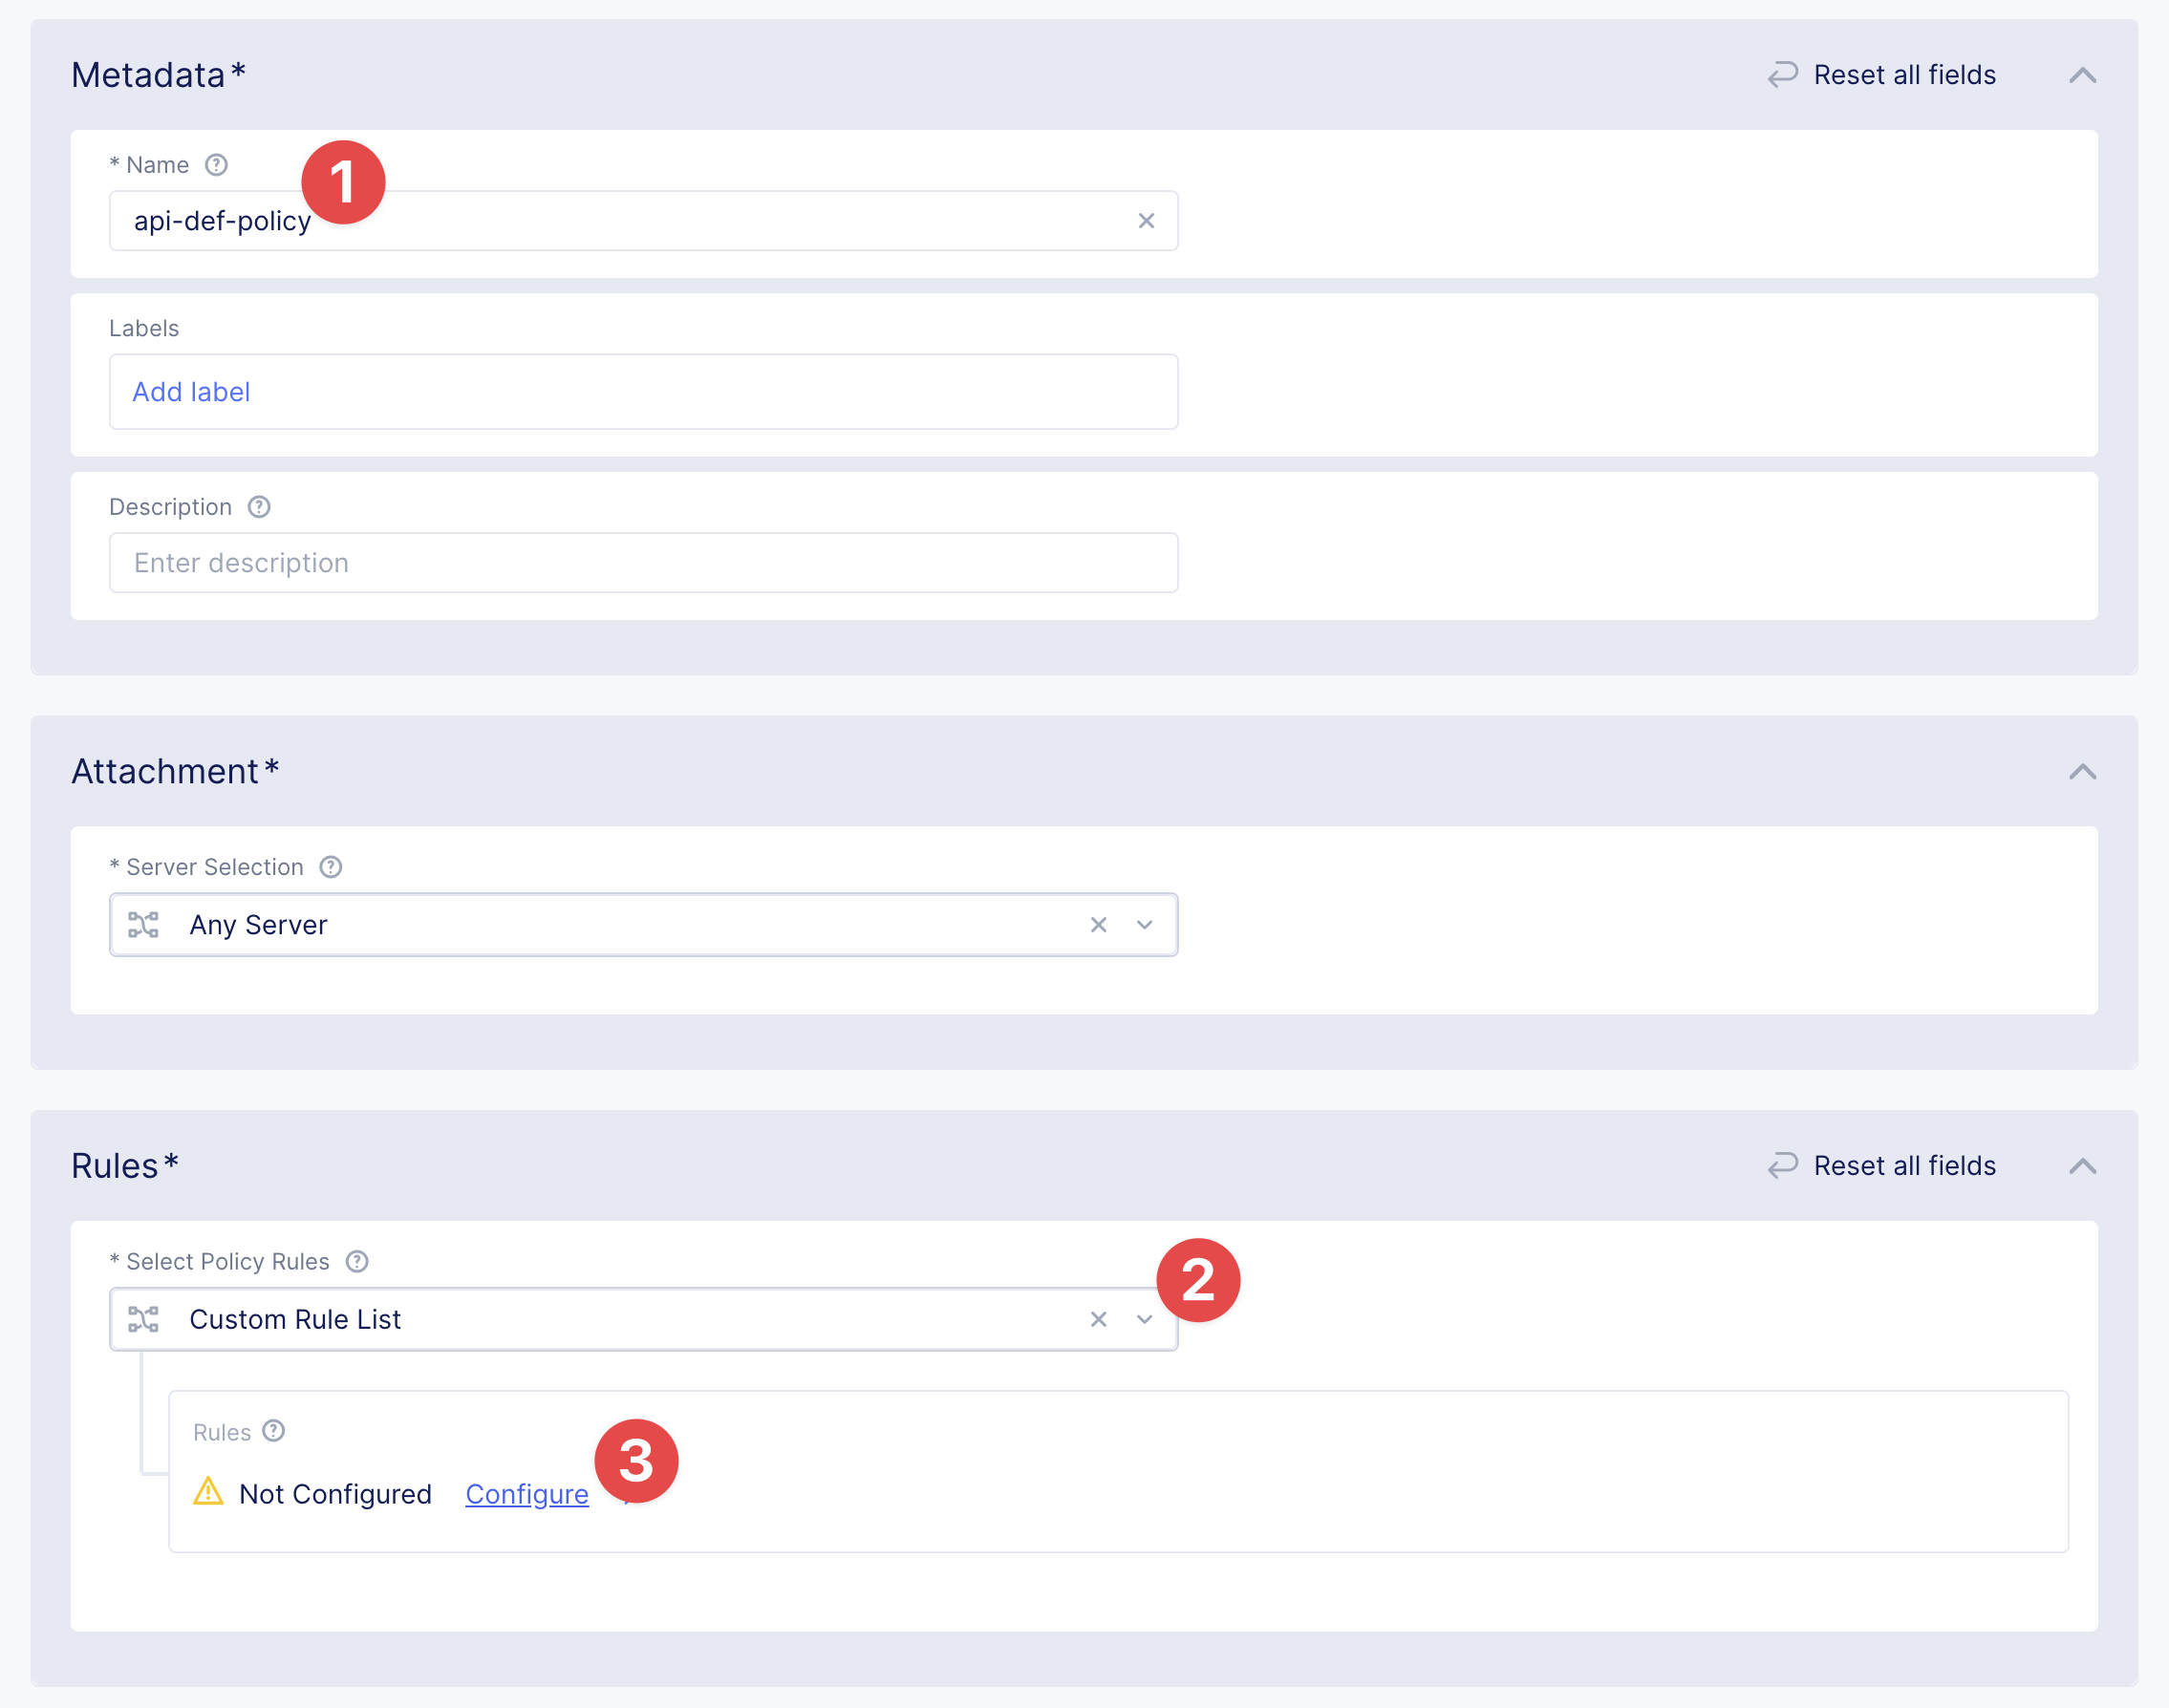 Metadata*
Reset all fields
* Name
1
api-def-policy
Labels
Add label
Description
Enter description
Attachment*
* Server Selection
Any Server
Rules*
Reset all fields
* Select Policy Rules
2
Custom Rule List
Rules
3
Not Configured Configure